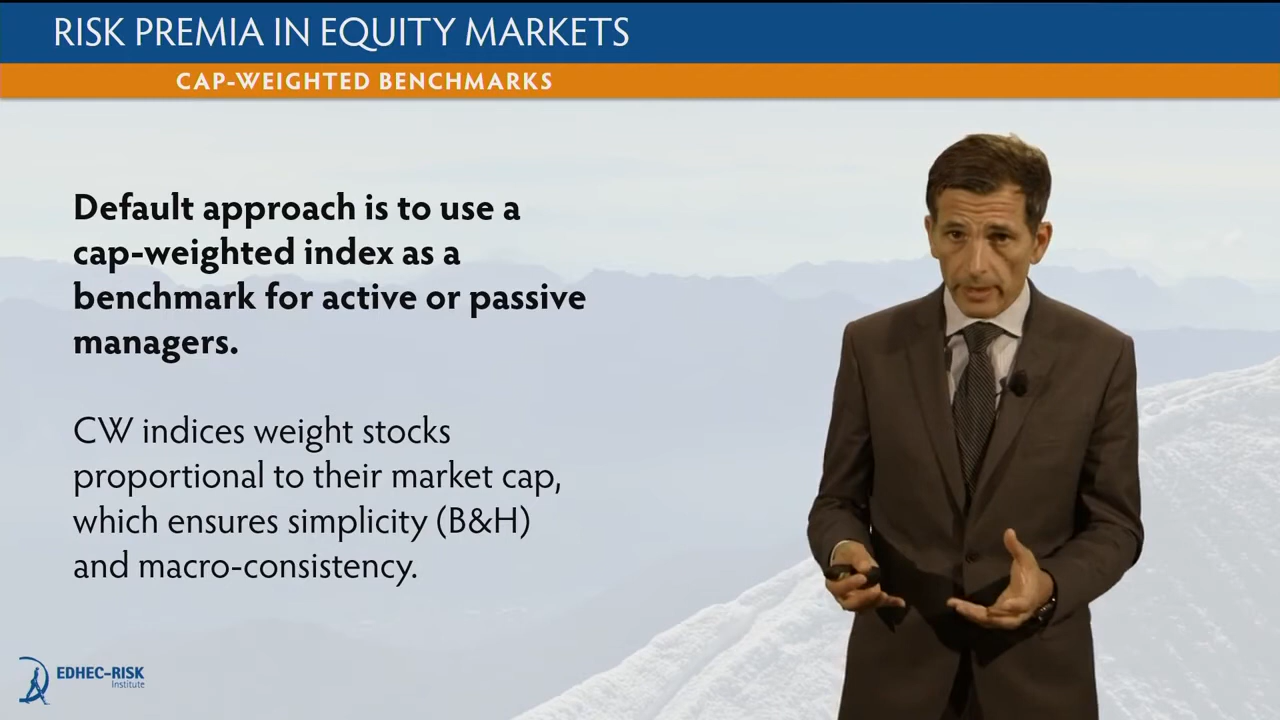 RISK PREMIA IN EQUITY MARKETS
CAP-WEIGHTED BENCHMARKS
Default approach is to use a
cap-weighted index as a
benchmark for active or passive
managers.
CW indices weight stocks
proportional to their market cap,
which ensures simplicity (B&H)
and macro-consistency.
EDHEC-RISK
Institute